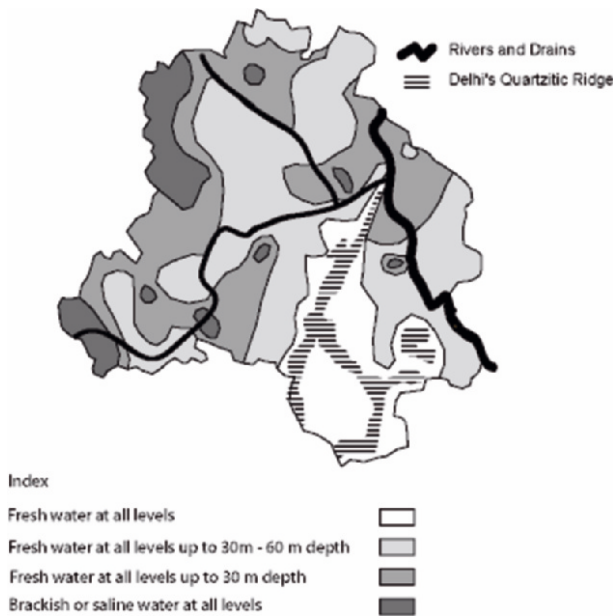 Rivers and Drains
Delhi's Quartzitic Ridge
Index
Fresh water at all levels
Fresh water at all levels up to 30m - 60 m depth
Fresh water at all levels up to 30 m depth
Brackish or saline water at all levels